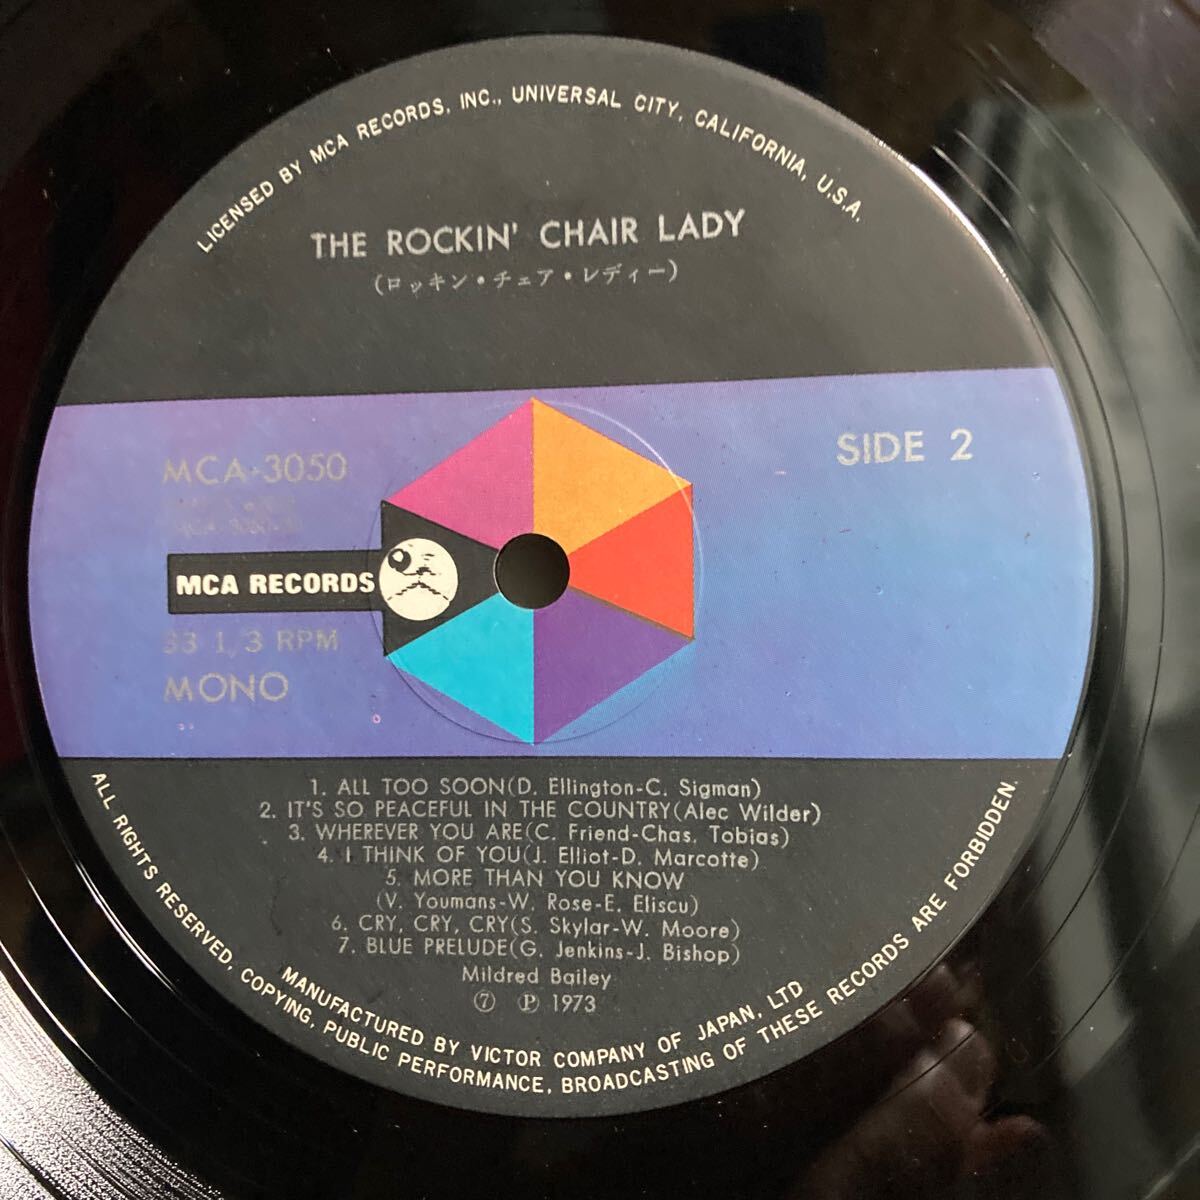 LICENSED BY MCA RECORDS, INC., UNIVERSAL CITY, CALIFORNIA, U.S.A.
THE ROCKIN' CHAIR LADY
(ロッキン・チェア・レディー)
MCA-3050
SIDE 2
MCA RECORDS
33 1/3 RPM
MONO
1. ALL TOO SOON(D. Ellington-C. Sigman)
2. IT'S SO PEACEFUL IN THE COUNTRY(Alec Wilder)
3. WHEREVER YOU ARE(C. Friend-Chas. Tobias)
4. I THINK OF YOU(J. Elliot-D. Marcotte)
5. MORE THAN YOU KNOW
(V. Youmans-W. Rose-E. Eliscu)
6. CRY, CRY, CRY(S. Skylar-W. Moore)
7. BLUE PRELUDE(G. Jenkins-J. Bishop)
Mildred Bailey
⑦ Ⓟ 1973
MANUFACTURED BY VICTOR COMPANY OF JAPAN, LTD
ALL RIGHTS RESERVED, COPYING, PUBLIC PERFORMANCE, BROADCASTING OF THESE RECORDS ARE FORBIDDEN.